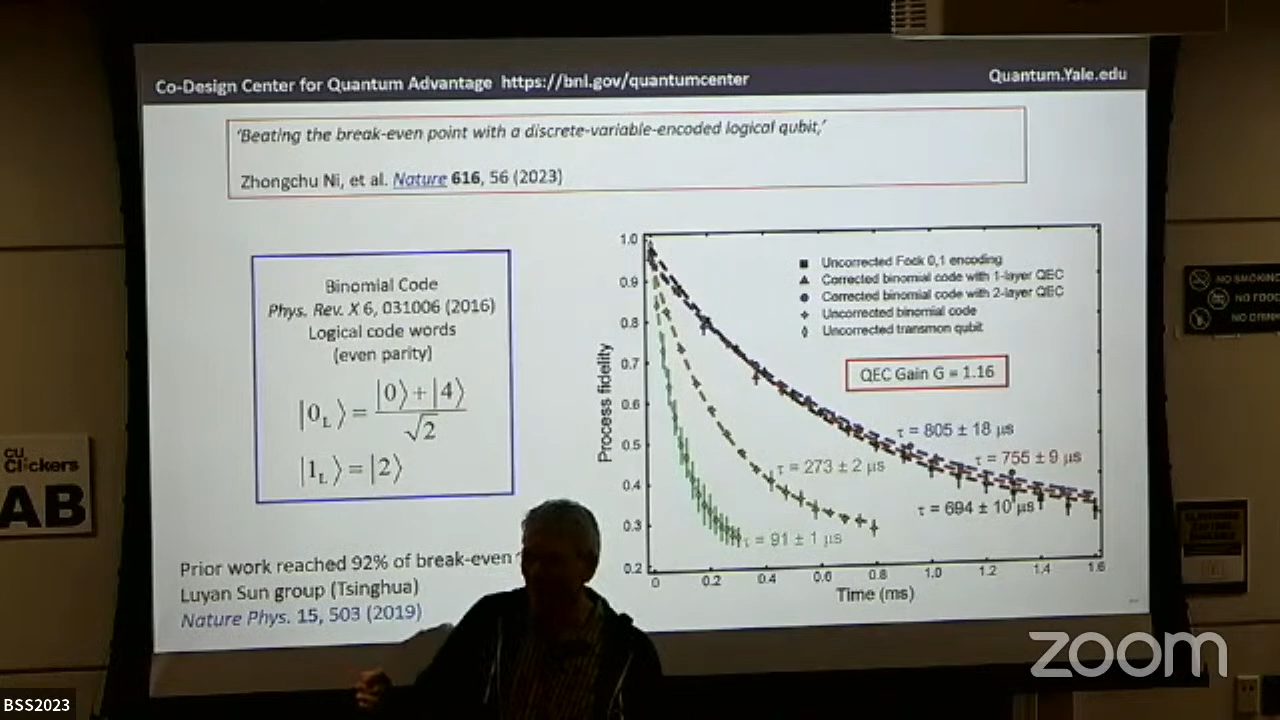 Co-Design Center for Quantum Advantage https://bnl.gov/quantumcenter
Quantum.Yale.edu
'Beating the break-even point with a discrete-variable-encoded logical qubit,'
Zhongchu Ni, et al. Nature 616, 56 (2023)
Binomial Code
Phys. Rev. X 6, 031006 (2016)
Logical code words
(even parity)
|0_L⟩ = (|0⟩+|4⟩)/√2
|1_L⟩ = |2⟩
Prior work reached 92% of break-even
Luyan Sun group (Tsinghua)
Nature Phys. 15, 503 (2019)
Process fidelity
1.0
0.9
0.8
0.7
0.6
0.5
0.4
0.3
0.2
Uncorrected Fock 0,1 encoding
Corrected binomial code with 1-layer QEC
Corrected binomial code with 2-layer QEC
Uncorrected binomial code
Uncorrected transmon qubit
QEC Gain G = 1.16
τ = 805 ± 18 μs
τ = 755 ± 9 μs
τ = 273 ± 2 μs
τ = 694 ± 10 μs
τ = 91 ± 1 μs
0 0.2 0.4 0.6 0.8 1.0 1.2 1.4 1.6
Time (ms)
CU
Clickers
AB
NO SMOKING
NO FOOD
zoom
BSS2023